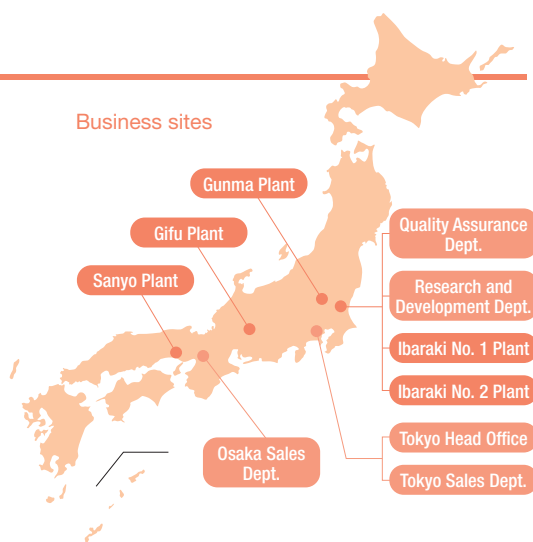 Business sites
Gunma Plant
Gifu Plant
Sanyo Plant
Quality Assurance
Dept.
Research and
Development Dept.
Ibaraki No. 1 Plant
Ibaraki No. 2 Plant
Tokyo Head Office
Tokyo Sales Dept.
Osaka Sales
Dept.